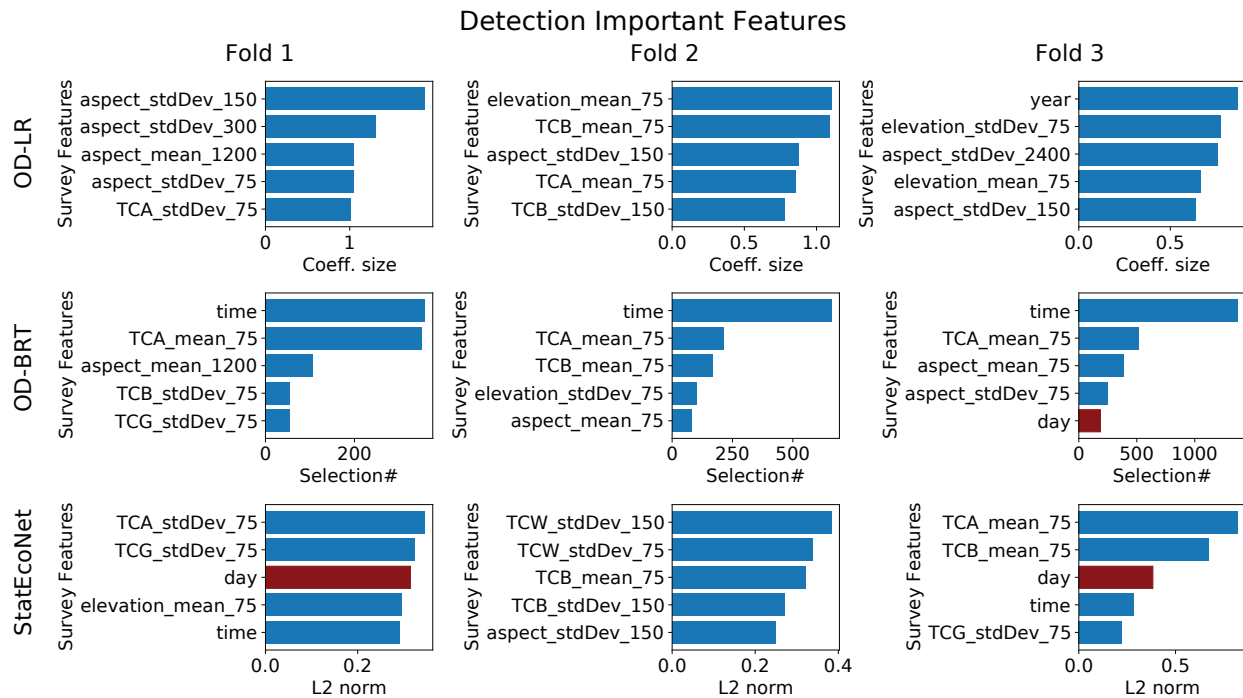 Detection Important Features
Fold 1
Fold 2
Fold 3
OD-LR
Survey Features
aspect_stdDev_150
aspect_stdDev_300
aspect_mean_1200
aspect_stdDev_75
TCA_stdDev_75
0 1
Coeff. size
Survey Features
elevation_mean_75
TCB_mean_75
aspect_stdDev_150
TCA_mean_75
TCB_stdDev_150
0.0 0.5 1.0
Coeff. size
Survey Features
year
elevation_stdDev_75
aspect_stdDev_2400
elevation_mean_75
aspect_stdDev_150
0.0 0.5
Coeff. size
OD-BRT
Survey Features
time
TCA_mean_75
aspect_mean_1200
TCB_stdDev_75
TCG_stdDev_75
0 200
Selection#
Survey Features
time
TCA_mean_75
TCB_mean_75
elevation_stdDev_75
aspect_mean_75
0 250 500
Selection#
Survey Features
time
TCA_mean_75
aspect_mean_75
aspect_stdDev_75
day
0 500 1000
Selection#
StatEcoNet
Survey Features
TCA_stdDev_75
TCG_stdDev_75
day
elevation_mean_75
time
0.0 0.2
L2 norm
Survey Features
TCW_stdDev_150
TCW_stdDev_75
TCB_mean_75
TCB_stdDev_150
aspect_stdDev_150
0.0 0.2 0.4
L2 norm
Survey Features
TCA_mean_75
TCB_mean_75
day
time
TCG_stdDev_75
0.0 0.5
L2 norm